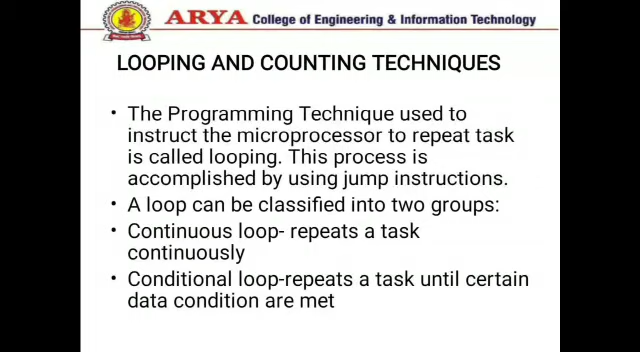 ARYA College of Engineering & Information Technology
LOOPING AND COUNTING TECHNIQUES
• The Programming Technique used to
instruct the microprocessor to repeat task
is called looping. This process is
accomplished by using jump instructions.
• A loop can be classified into two groups:
• Continuous loop- repeats a task
continuously
• Conditional loop-repeats a task until certain
data condition are met